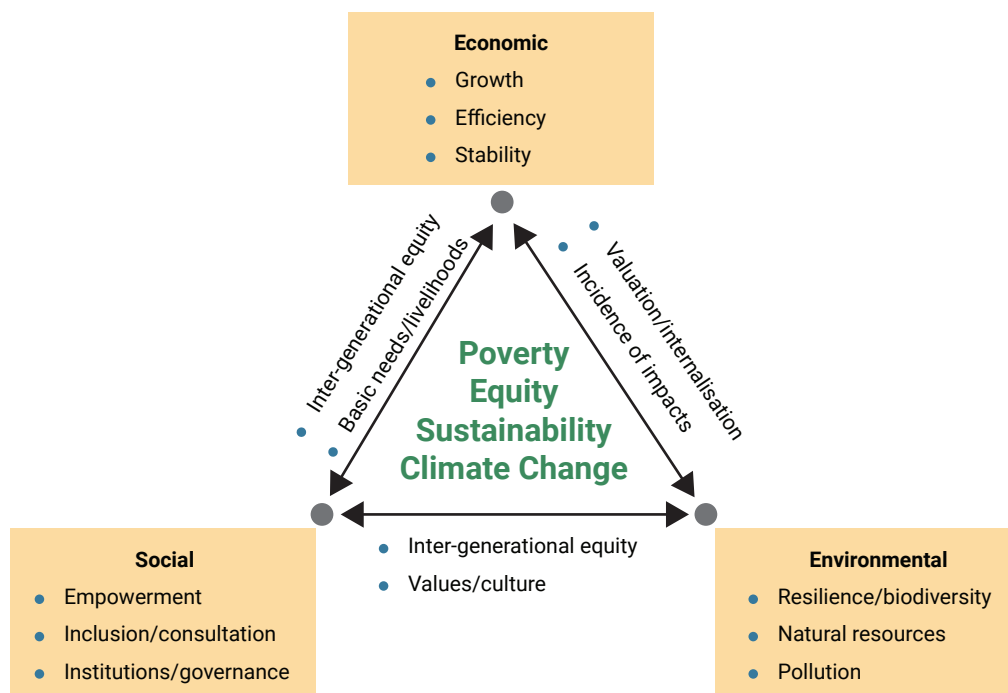 Economic
Growth
Efficiency
Stability
Inter-generational equity
Basic needs/livelihoods
Valuation/internalisation
Incidence of impacts
Poverty
Equity
Sustainability
Climate Change
Social
Empowerment
Inclusion/consultation
Institutions/governance
Inter-generational equity
Values/culture
Environmental
Resilience/biodiversity
Natural resources
Pollution